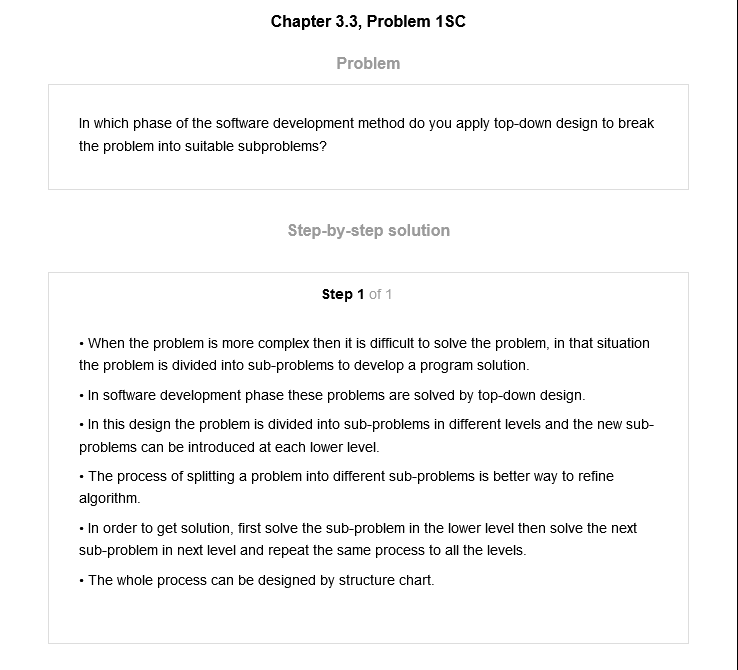 Chapter 3.3, Problem 1SC
Problem
In which phase of the software development method do you apply top-down design to break
the problem into suitable subproblems?
Step-by-step solution
Step 1 of 1
• When the problem is more complex then it is difficult to solve the problem, in that situation
the problem is divided into sub-problems to develop a program solution.
• In software development phase these problems are solved by top-down design.
• In this design the problem is divided into sub-problems in different levels and the new sub-
problems can be introduced at each lower level.
• The process of splitting a problem into different sub-problems is better way to refine
algorithm.
• In order to get solution, first solve the sub-problem in the lower level then solve the next
sub-problem in next level and repeat the same process to all the levels.
• The whole process can be designed by structure chart.